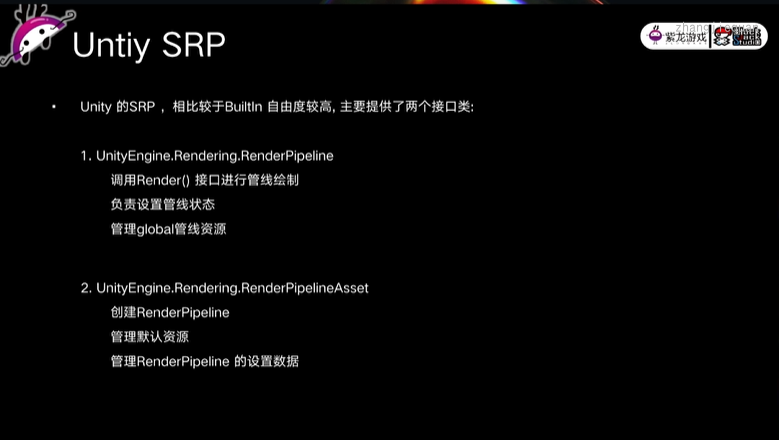 Untiy SRP
紫龙游戏
Unity 的SRP ，相比较于BuiltIn 自由度较高, 主要提供了两个接口类:
1. UnityEngine.Rendering.RenderPipeline
调用Render() 接口进行管线绘制
负责设置管线状态
管理global管线资源
2. UnityEngine.Rendering.RenderPipelineAsset
创建RenderPipeline
管理默认资源
管理RenderPipeline 的设置数据